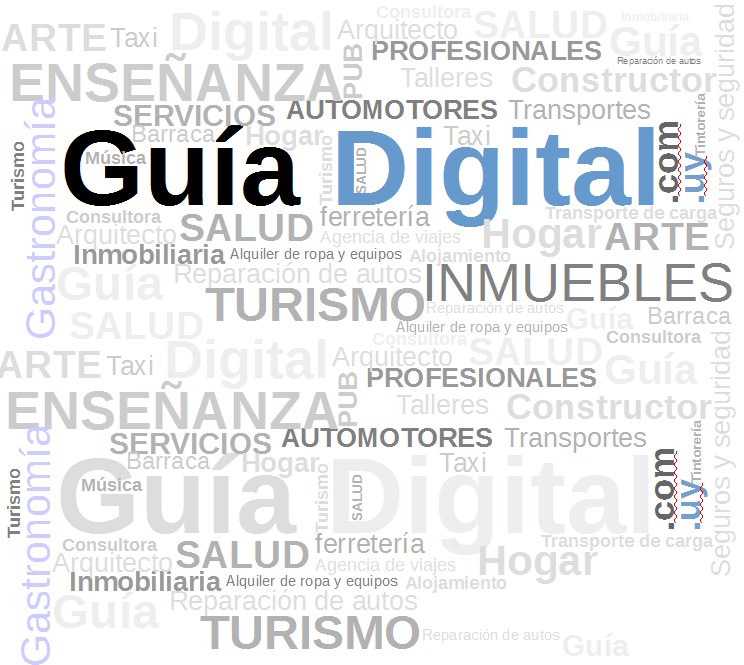 Consultora
Inmobiliaria
ARTE Taxi Digital Arquitecto SALUD Guía
PUB PROFESIONALES
Reparación de autos
ENSEÑANZA Talleres Constructor
Seguros y seguridad
SERVICIOS AUTOMOTORES Transportes
Tintorería
Gastronomía
Barraca Hogar Taxi
Turismo
Música
Turismo
SALUD
Guía Digital .com .uy
Consultora ferretería Transporte de carga
Arquitecto SALUD Agencia de viajes Hogar ARTE
Inmobiliaria Alquiler de ropa y equipos Alojamiento
Guía Reparación de autos INMUEBLES
TURISMO Reparación de autos
SALUD Alquiler de ropa y equipos Guía Barraca
Consultora Consultora
ARTE Taxi Digital Arquitecto SALUD Guía
PUB PROFESIONALES
ENSEÑANZA Talleres Constructor
Seguros y seguridad
SERVICIOS AUTOMOTORES Transportes
Tintorería
Gastronomía
Barraca Hogar Taxi
Turismo
Música
Turismo
SALUD
Guía Digital .com .uy
Consultora ferretería Transporte de carga
Arquitecto SALUD Agencia de viajes Hogar
Inmobiliaria Alquiler de ropa y equipos Alojamiento
Guía Reparación de autos
TURISMO Reparación de autos Guía